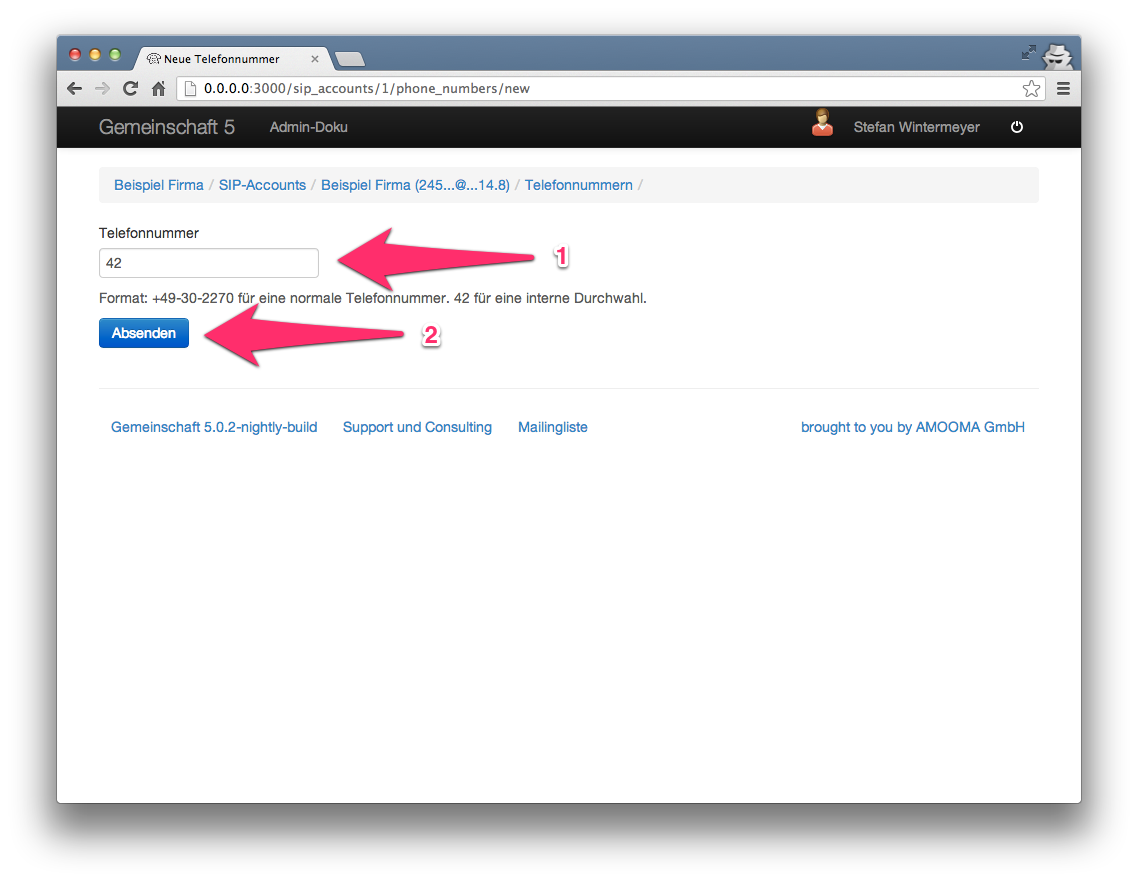 Neue Telefonnummer
0.0.0.0:3000/sip_accounts/1/phone_numbers/new
Gemeinschaft 5 Admin-Doku Stefan Wintermeyer
Beispiel Firma / SIP-Accounts / Beispiel Firma (245...@...14.8) / Telefonnummern /
Telefonnummer
42 1
Format: +49-30-2270 für eine normale Telefonnummer. 42 für eine interne Durchwahl.
Absenden 2
Gemeinschaft 5.0.2-nightly-build Support und Consulting Mailingliste brought to you by AMOOMA GmbH